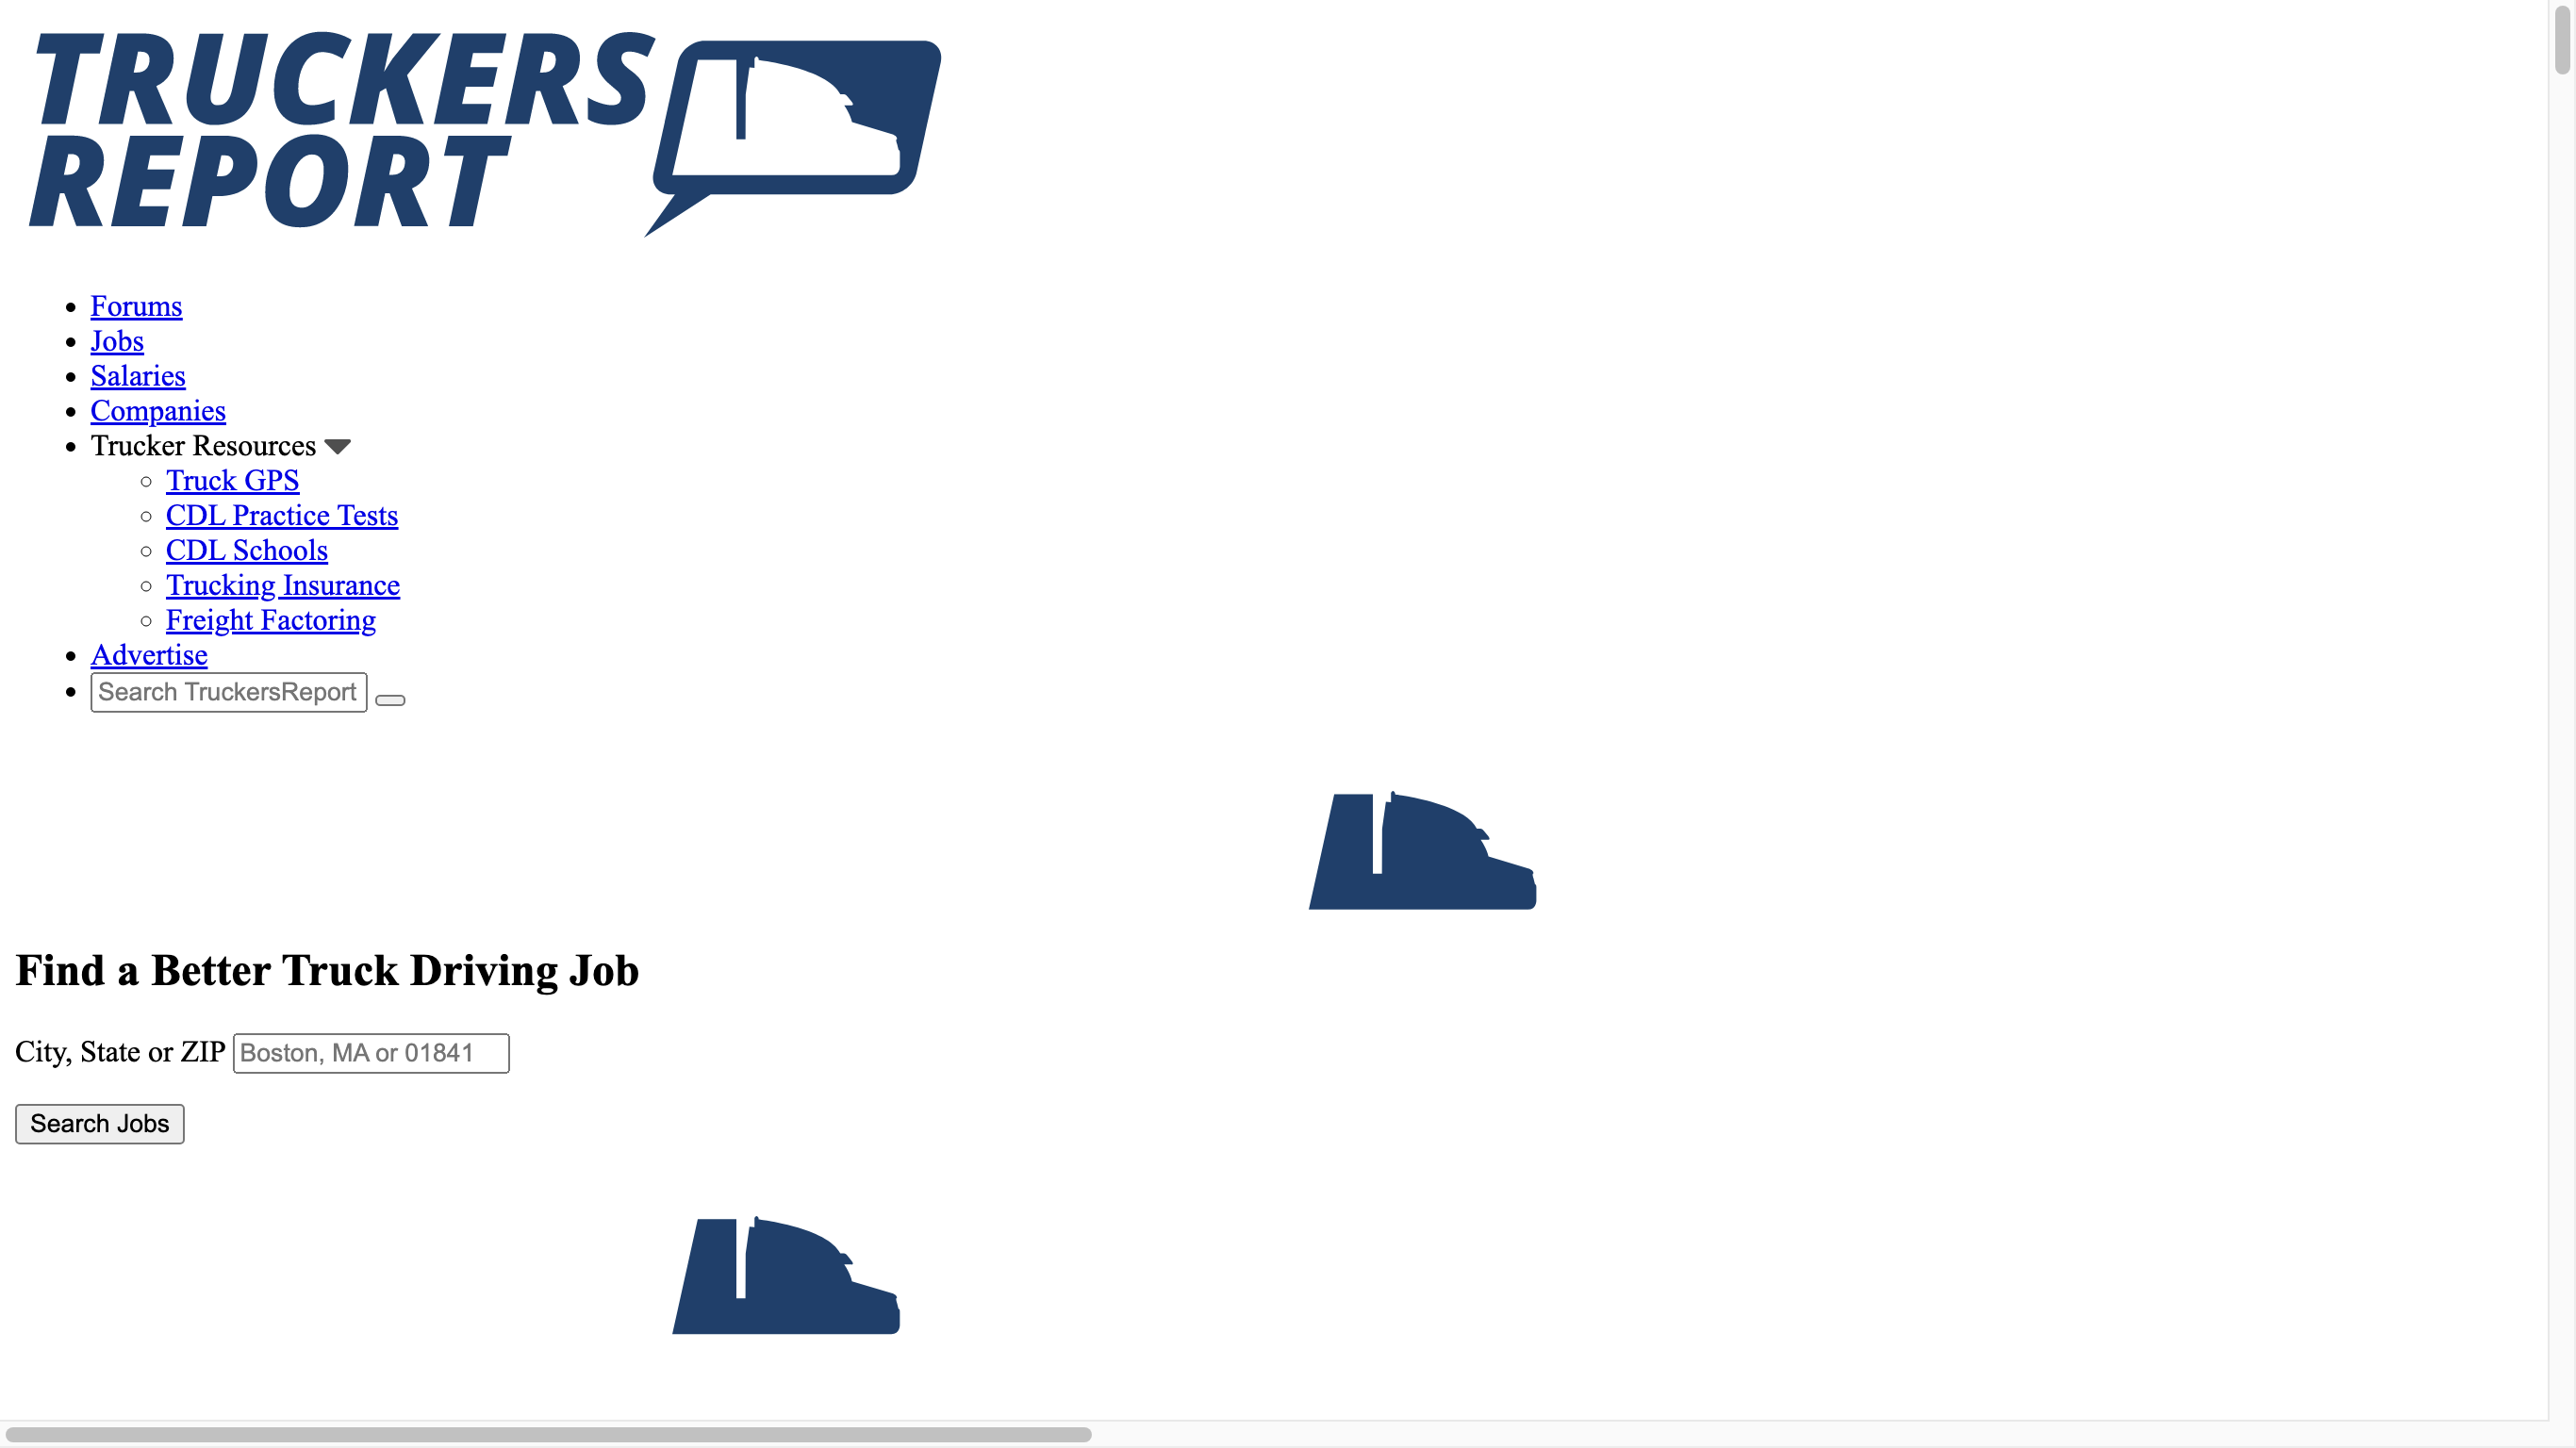 TRUCKERS
REPORT
Forums
Jobs
Salaries
Companies
Trucker Resources
Truck GPS
CDL Practice Tests
CDL Schools
Trucking Insurance
Freight Factoring
Advertise
Search TruckersReport
Find a Better Truck Driving Job
City, State or ZIP Boston, MA or 01841
Search Jobs